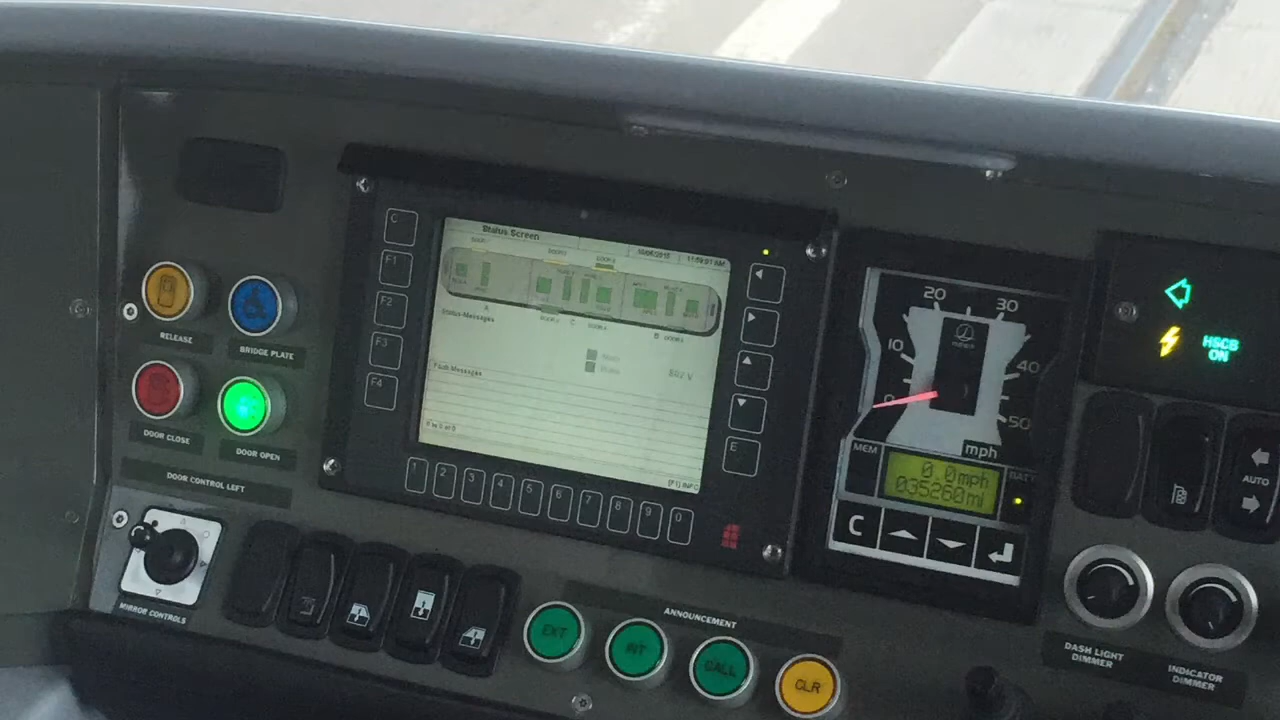 RELEASE
BRIDGE PLATE
DOOR CLOSE
DOOR OPEN
DOOR CONTROL LEFT
MIRROR CONTROLS
C
F1
F2
F3
F4
Status Screen
Status Messages
A
C
B
Fault Messages
1
2
3
4
5
6
7
8
9
0
E
ANNOUNCEMENT
EXT
INT
CALL
CLR
10
20
30
40
50
0
mph
MEM
BATT
0.0mph
035260mi
C
HSCB
ON
AUTO
DASH LIGHT
DIMMER
INDICATOR
DIMMER